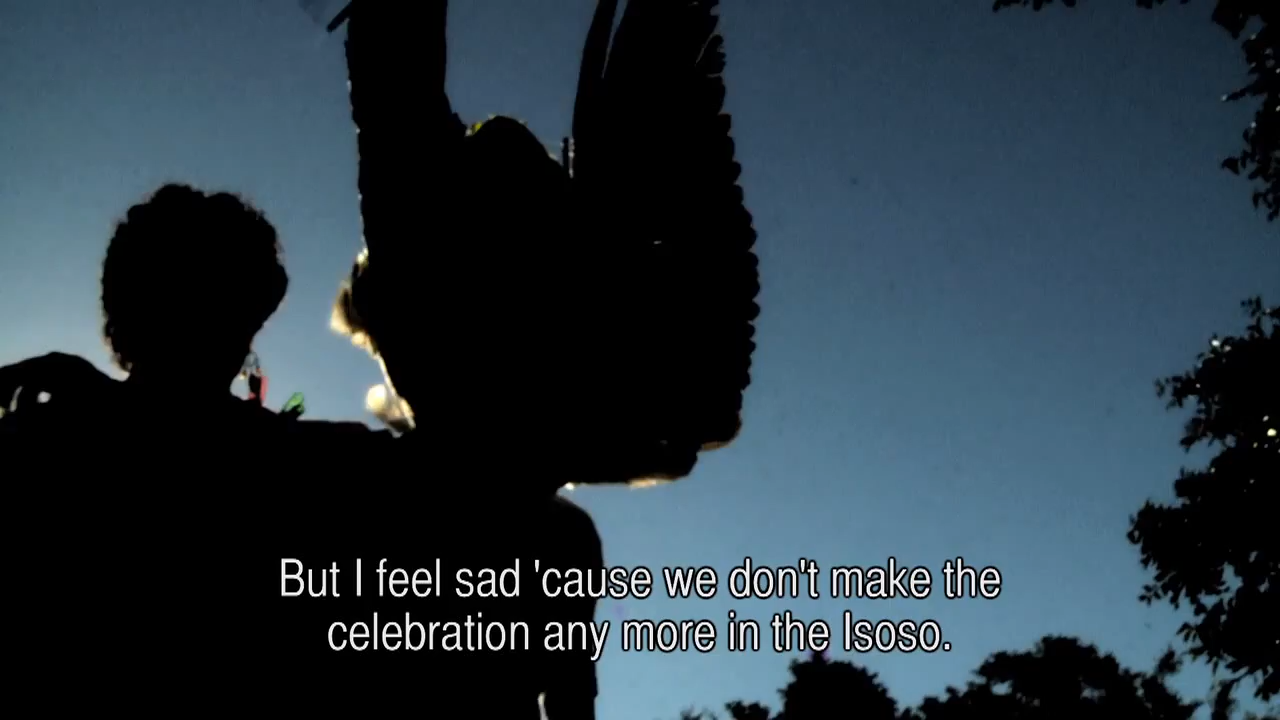 But I feel sad 'cause we don't make the
celebration any more in the Isoso.